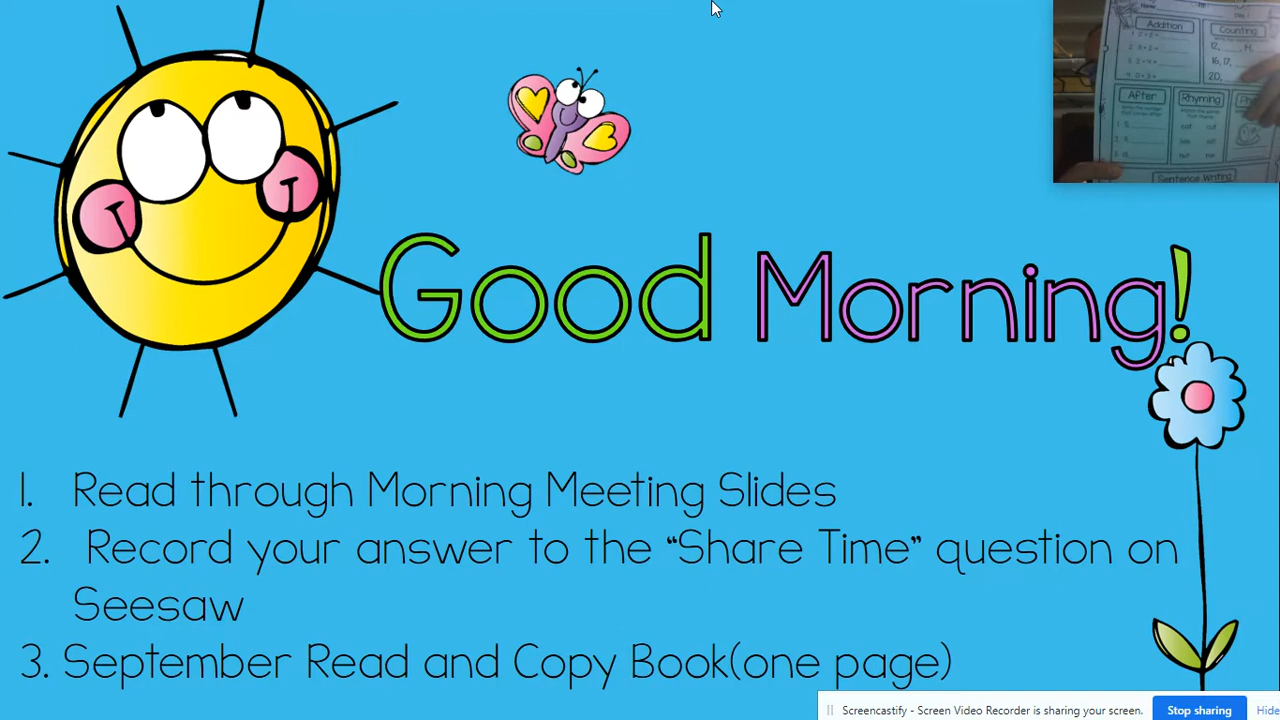 Good Morning!
1. Read through Morning Meeting Slides
2. Record your answer to the “Share Time” question on
Seesaw
3. September Read and Copy Book(one page)
Addition
Counting
After
Rhyming
Sentence Writing
Screencastify - Screen Video Recorder is sharing your screen.
Stop sharing
Hide